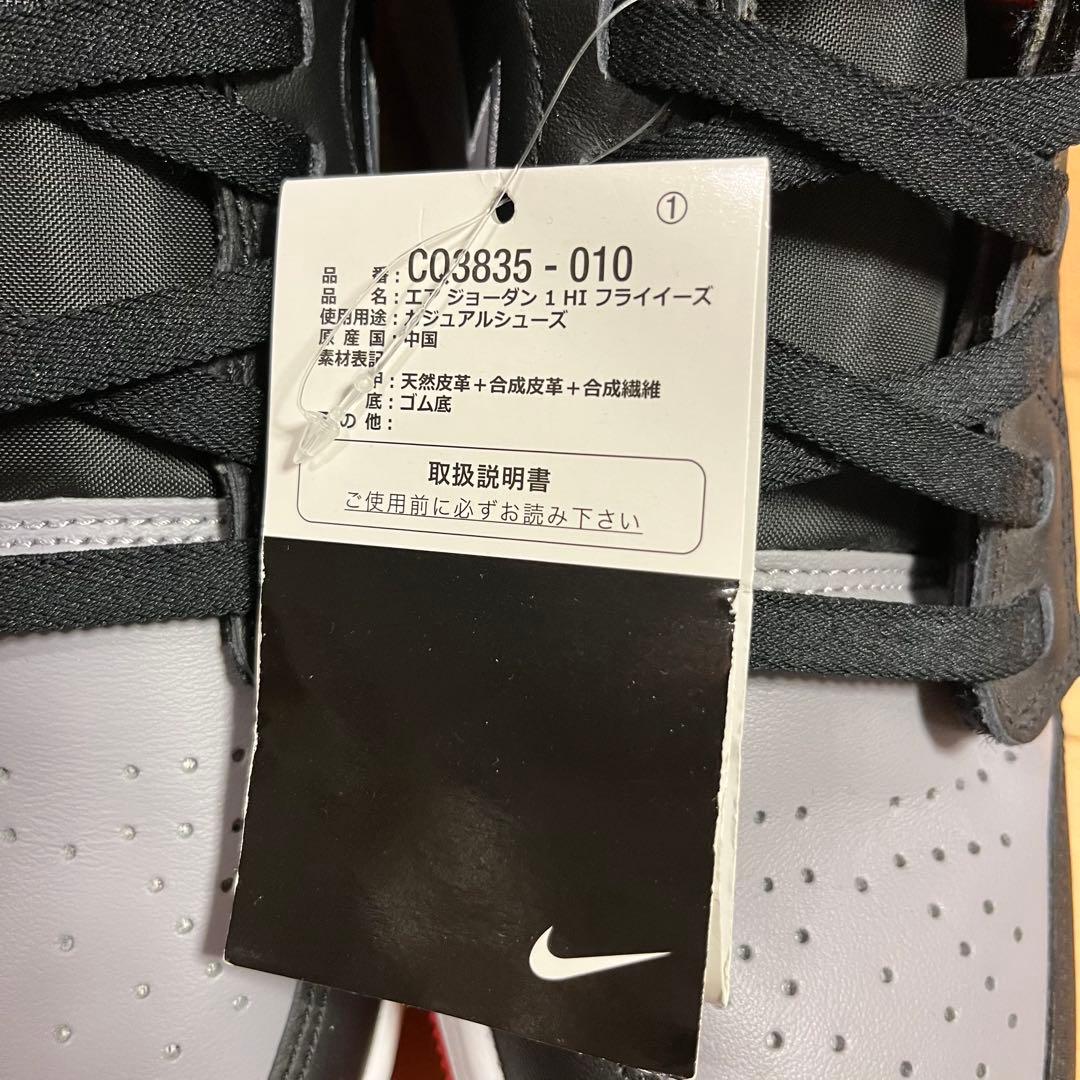 ①
品 番：CQ3835 - 010
品 名：エア ジョーダン 1 HI フライイーズ
使用用途：カジュアルシューズ
原 産 国：中国
素材表記
甲：天然皮革＋合成皮革＋合成繊維
底：ゴム底
その 他：
取扱説明書
ご使用前に必ずお読み下さい